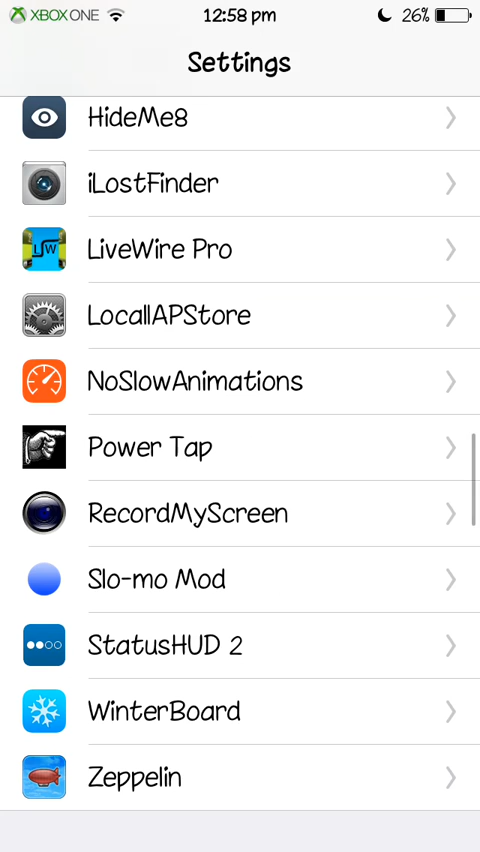 XBOX ONE 12:58 pm 26%
Settings
HideMe8
iLostFinder
LiveWire Pro
LocalIAPStore
NoSlowAnimations
Power Tap
RecordMyScreen
Slo-mo Mod
StatusHUD 2
WinterBoard
Zeppelin